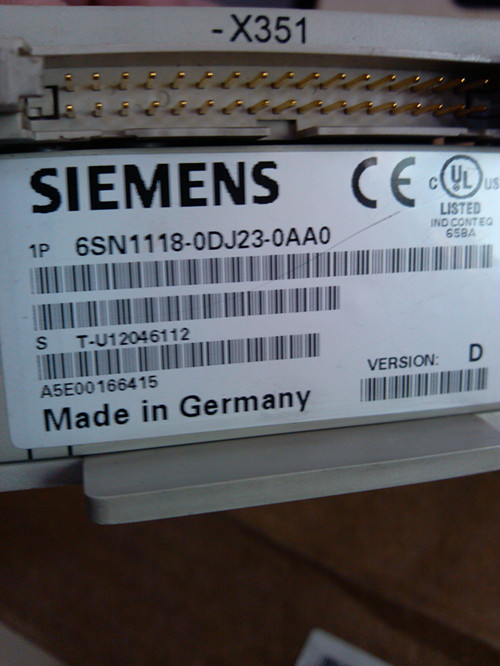 -X351
SIEMENS
CE
C UL US
LISTED
IND CONT EQ
65BA
1P 6SN1118-0DJ23-0AA0
S T-U12046112
A5E00166415
VERSION: D
Made in Germany